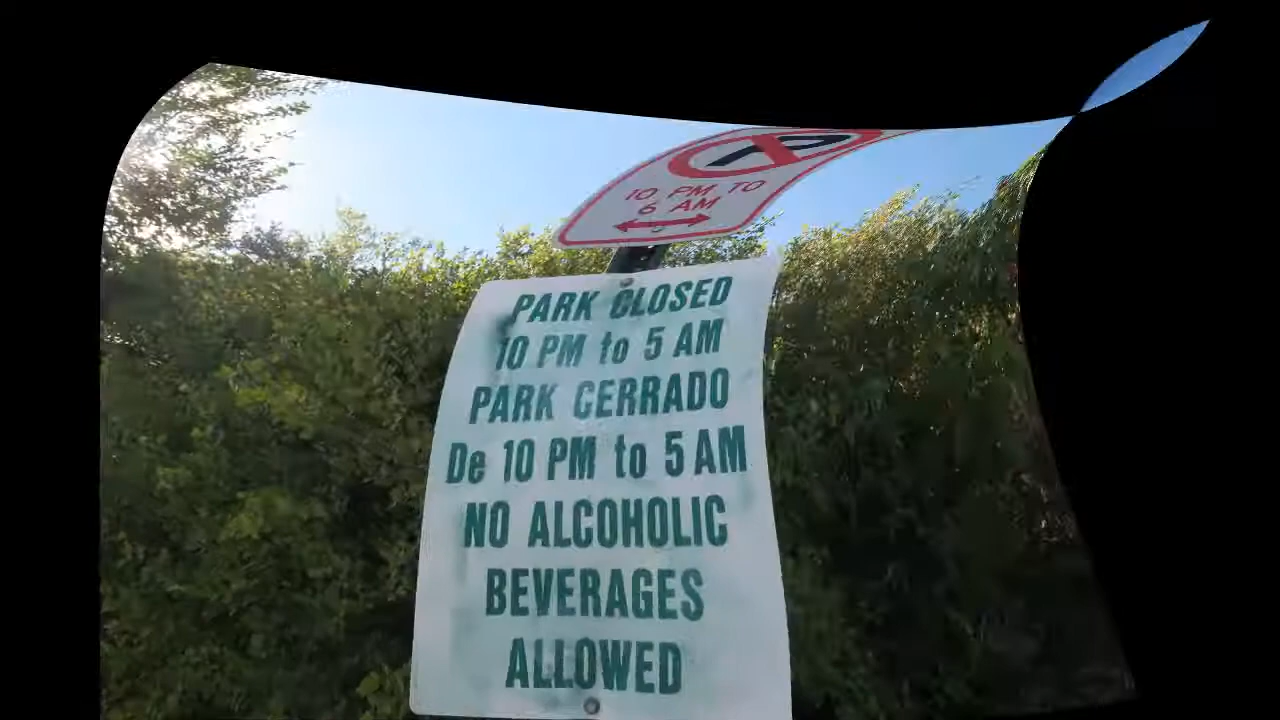 10 PM TO
6 AM
PARK CLOSED
10 PM to 5 AM
PARK CERRADO
De 10 PM to 5 AM
NO ALCOHOLIC
BEVERAGES
ALLOWED